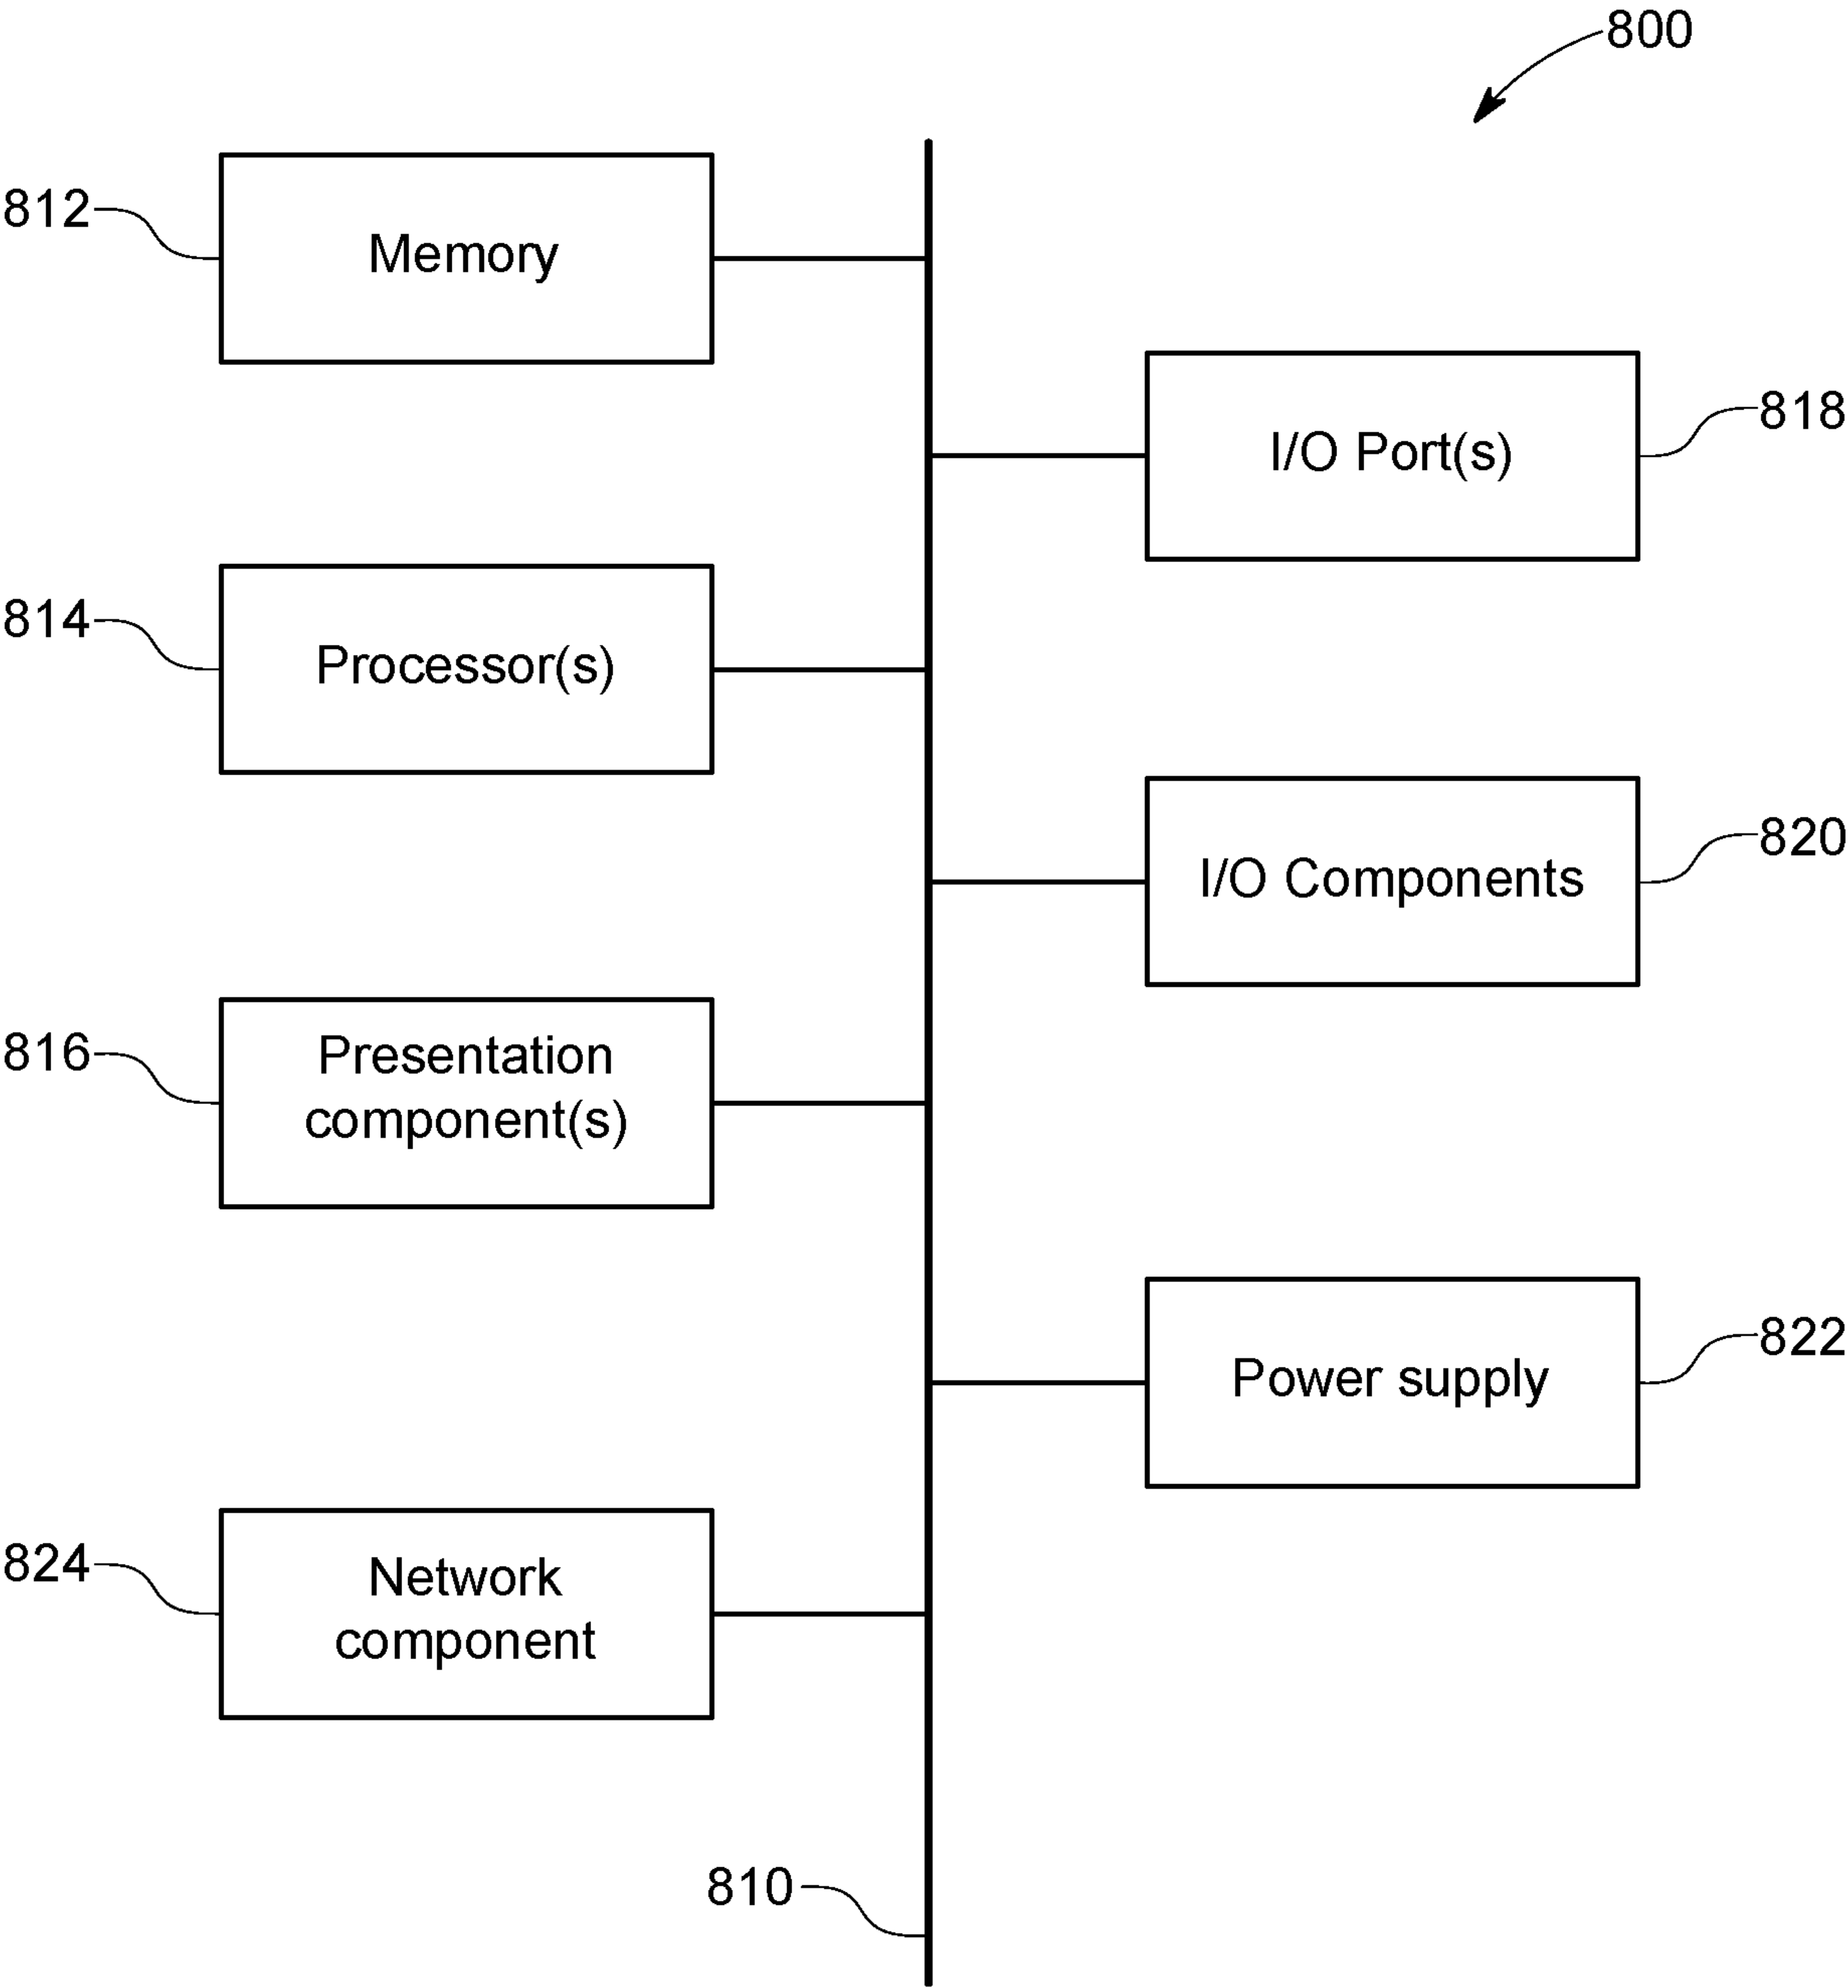 800
812
Memory
I/O Port(s)
818
814
Processor(s)
I/O Components
820
816
Presentation
component(s)
Power supply
822
824
Network
component
810